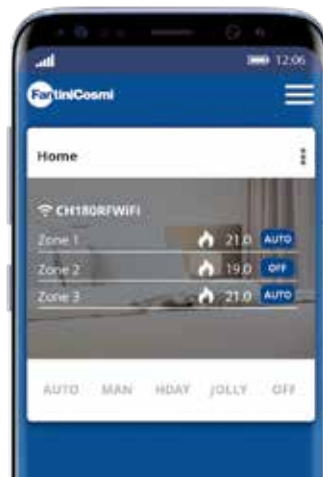 12:06
FantiniCosmi
Home
CH180RFWiFi
Zone 1 21.0 AUTO
Zone 2 19.0 OFF
Zone 3 21.0 AUTO
AUTO MAN HDAY JOLLY OFF